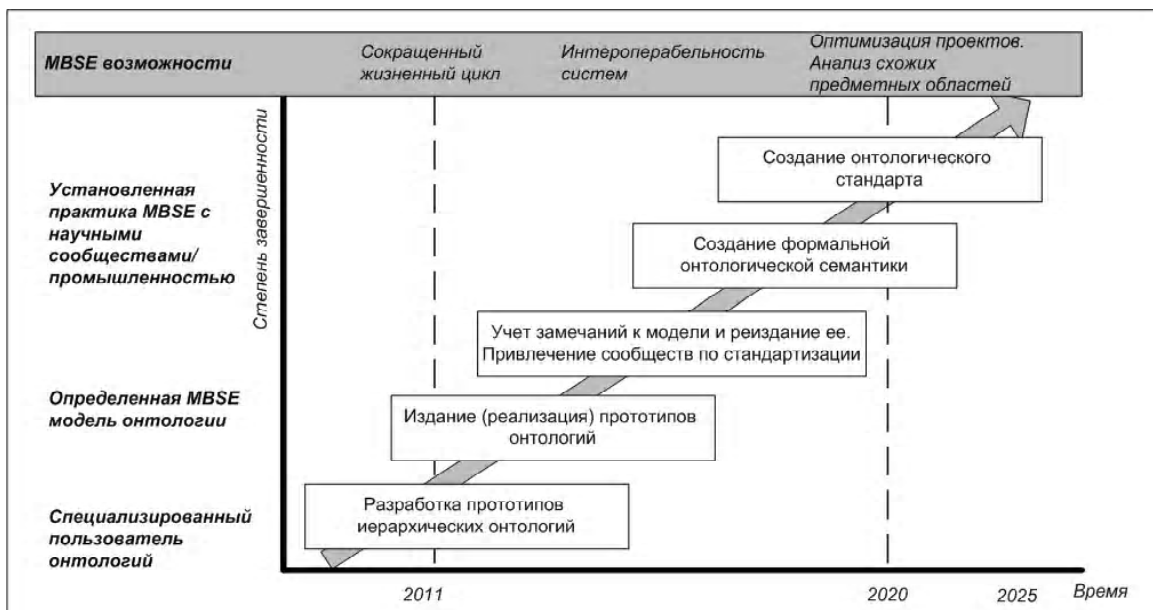 MBSE возможности
Сокращенный
жизненный цикл
Интероперабельность
систем
Оптимизация проектов.
Анализ схожих
предметных областей
Степень завершенности
Установленная
практика MBSE с
научными
сообществами/
промышленностью
Определенная MBSE
модель онтологии
Специализированный
пользователь
онтологий
Создание онтологического
стандарта
Создание формальной
онтологической семантики
Учет замечаний к модели и реиздание ее.
Привлечение сообществ по стандартизации
Издание (реализация) прототипов
онтологий
Разработка прототипов
иерархических онтологий
2011
2020
2025
Время